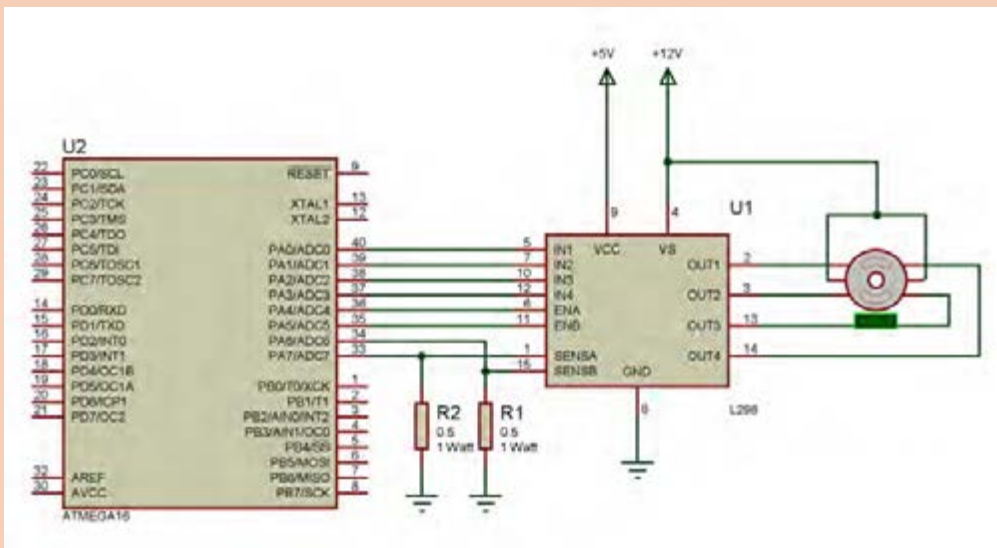 +5V
+12V
U2
22 PC0/SCL
23 PC1/SDA
24 PC2/TCK
25 PC3/TMS
26 PC4/TDO
27 PC5/TDI
28 PC6/TOSC1
29 PC7/TOSC2
14 PD0/RXD
15 PD1/TXD
16 PD2/INT0
17 PD3/INT1
18 PD4/OC1B
19 PD5/OC1A
20 PD6/ICP1
21 PD7/OC2
32 AREF
30 AVCC
RESET 9
XTAL1 13
XTAL2 12
PA0/ADC0 40
PA1/ADC1 39
PA2/ADC2 38
PA3/ADC3 37
PA4/ADC4 36
PA5/ADC5 35
PA6/ADC6 34
PA7/ADC7 33
PB0/T0/XCK 1
PB1/T1 2
PB2/AIN0/INT2 3
PB3/AIN1/OC0 4
PB4/SS 5
PB5/MOSI 6
PB6/MISO 7
PB7/SCK 8
ATMEGA16
R2
0.5
1 Watt
R1
0.5
1 Watt
U1
9
4
VCC
VS
5 IN1
7 IN2
10 IN3
12 IN4
6 ENA
11 ENB
1 SENSA
15 SENSB
OUT1 2
OUT2 3
OUT3 13
OUT4 14
GND
8
L298